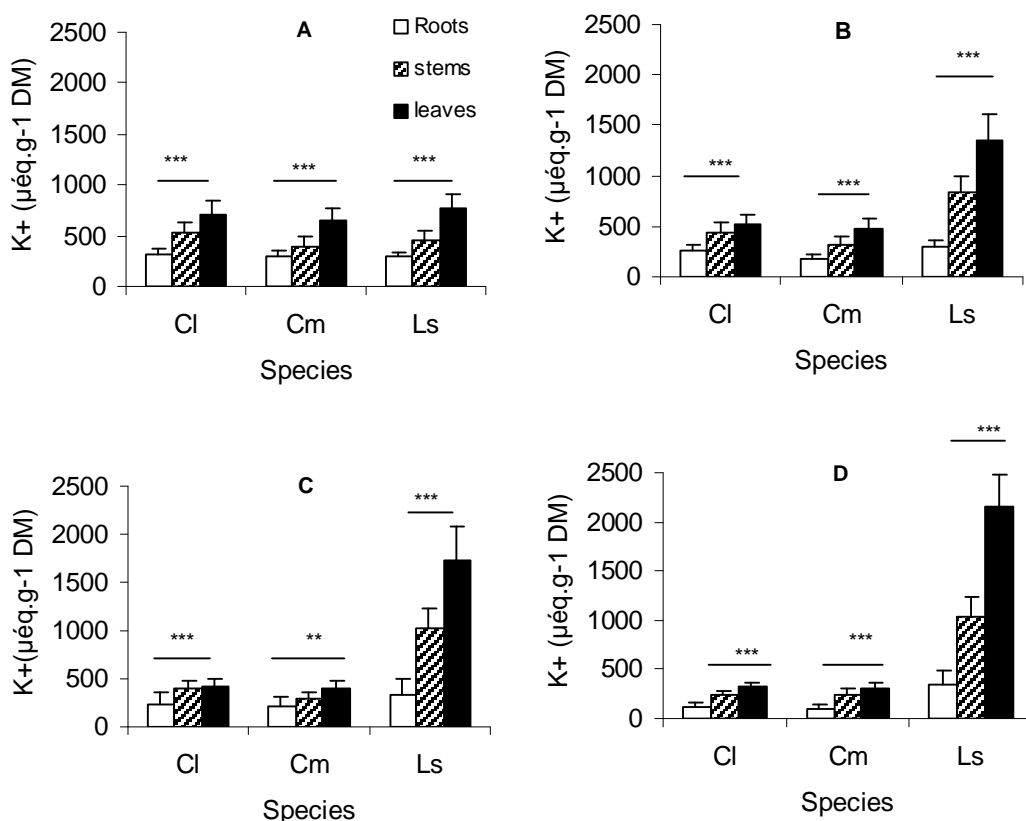 A
Roots
stems
leaves
K+ (µéq.g-1 DM)
2500
2000
1500
1000
500
0
***
***
***
Cl
Cm
Ls
Species
B
K+ (µéq.g-1 DM)
2500
2000
1500
1000
500
0
***
***
***
Cl
Cm
Ls
Species
C
K+(µéq.g-1 DM)
2500
2000
1500
1000
500
0
***
**
***
Cl
Cm
Ls
Species
D
K+ (µéq.g-1 DM)
2500
2000
1500
1000
500
0
***
***
***
Cl
Cm
Ls
Species